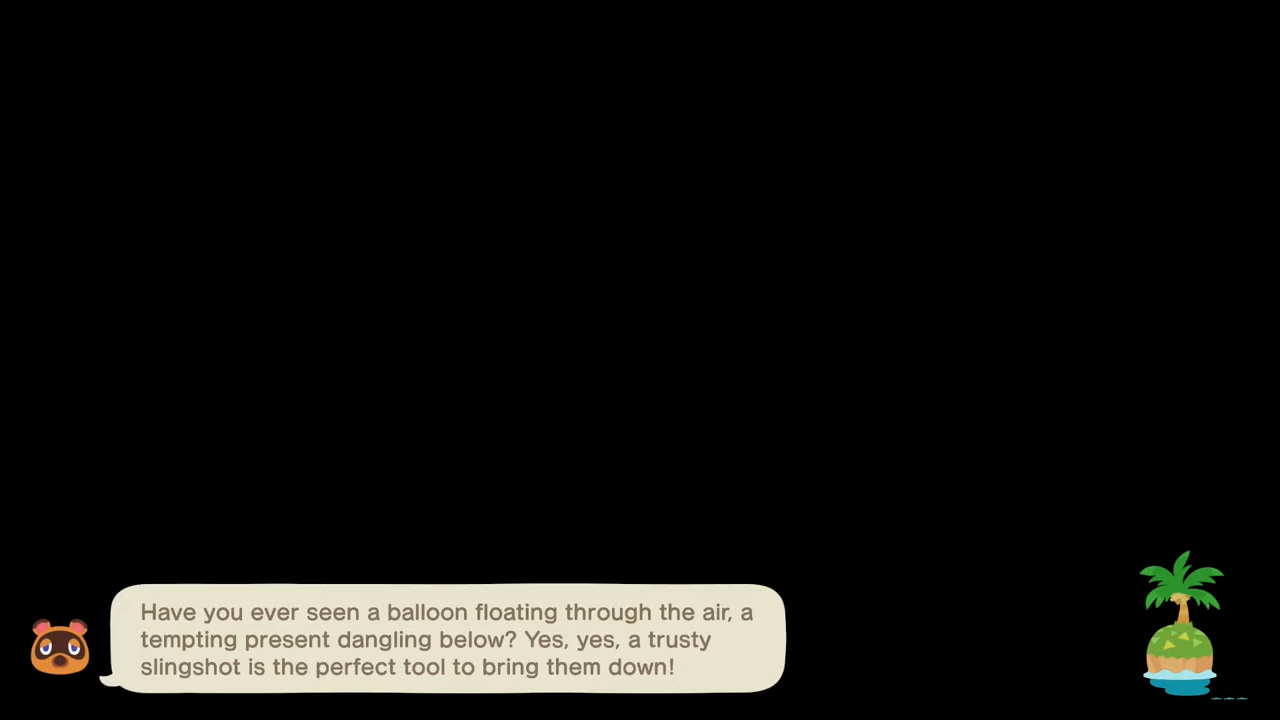 Have you ever seen a balloon floating through the air, a
tempting present dangling below? Yes, yes, a trusty
slingshot is the perfect tool to bring them down!